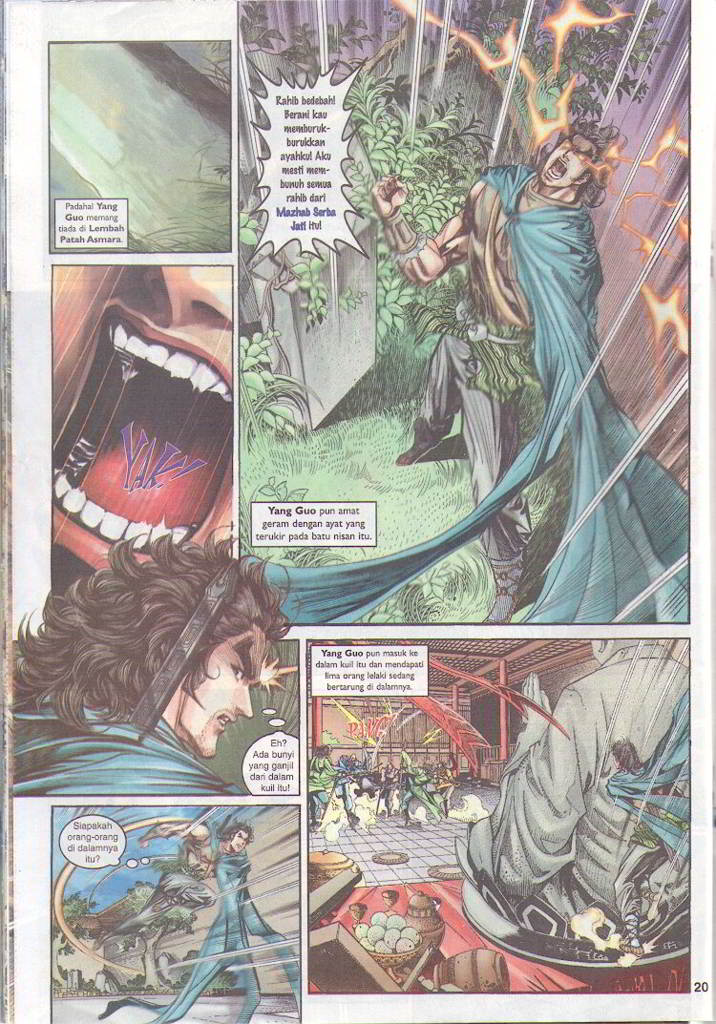 Padahal Yang
Guo memang
tiada di Lembah
Patah Asmara.
Rahib bedebah!
Berani kau
memburuk-
burukkan
ayahku! Aku
mesti mem-
bunuh semua
rahib dari
Mazhab Serba
Jati itu!
Yang Guo pun amat
geram dengan ayat yang
terukir pada batu nisan itu.
Eh?
Ada bunyi
yang ganjil
dari dalam
kuil itu!
Siapakah
orang-orang
di dalamnya
itu?
Yang Guo pun masuk ke
dalam kuil itu dan mendapati
lima orang lelaki sedang
bertarung di dalamnya.
20